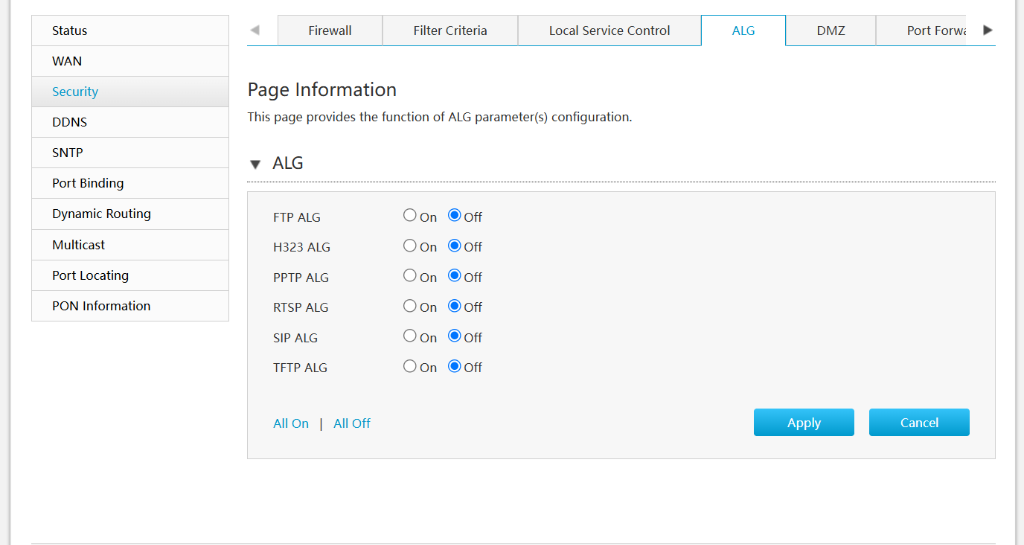 Status
WAN
Security
DDNS
SNTP
Port Binding
Dynamic Routing
Multicast
Port Locating
PON Information
Firewall
Filter Criteria
Local Service Control
ALG
DMZ
Port Forwa
Page Information
This page provides the function of ALG parameter(s) configuration.
ALG
FTP ALG On Off
H323 ALG On Off
PPTP ALG On Off
RTSP ALG On Off
SIP ALG On Off
TFTP ALG On Off
All On | All Off
Apply
Cancel